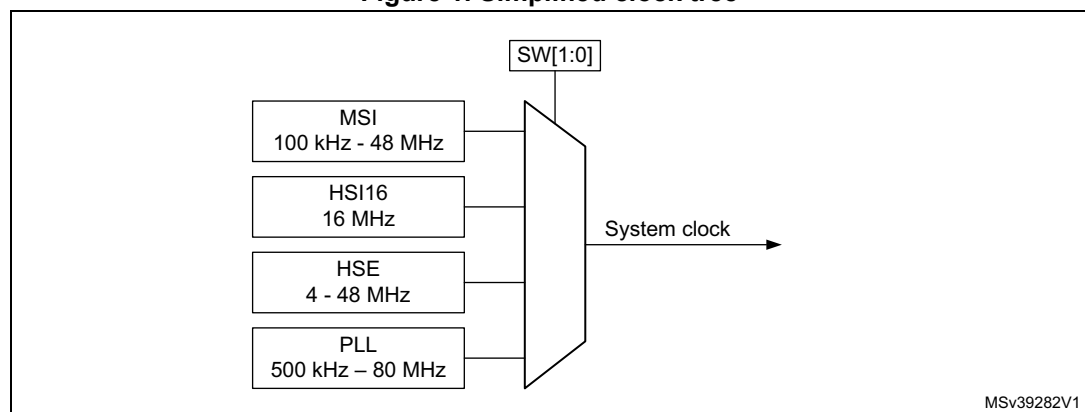 Figure 1. Simplified clock tree
SW[1:0]
MSI
100 kHz - 48 MHz
HSI16
16 MHz
HSE
4 - 48 MHz
PLL
500 kHz – 80 MHz
System clock
MSv39282V1